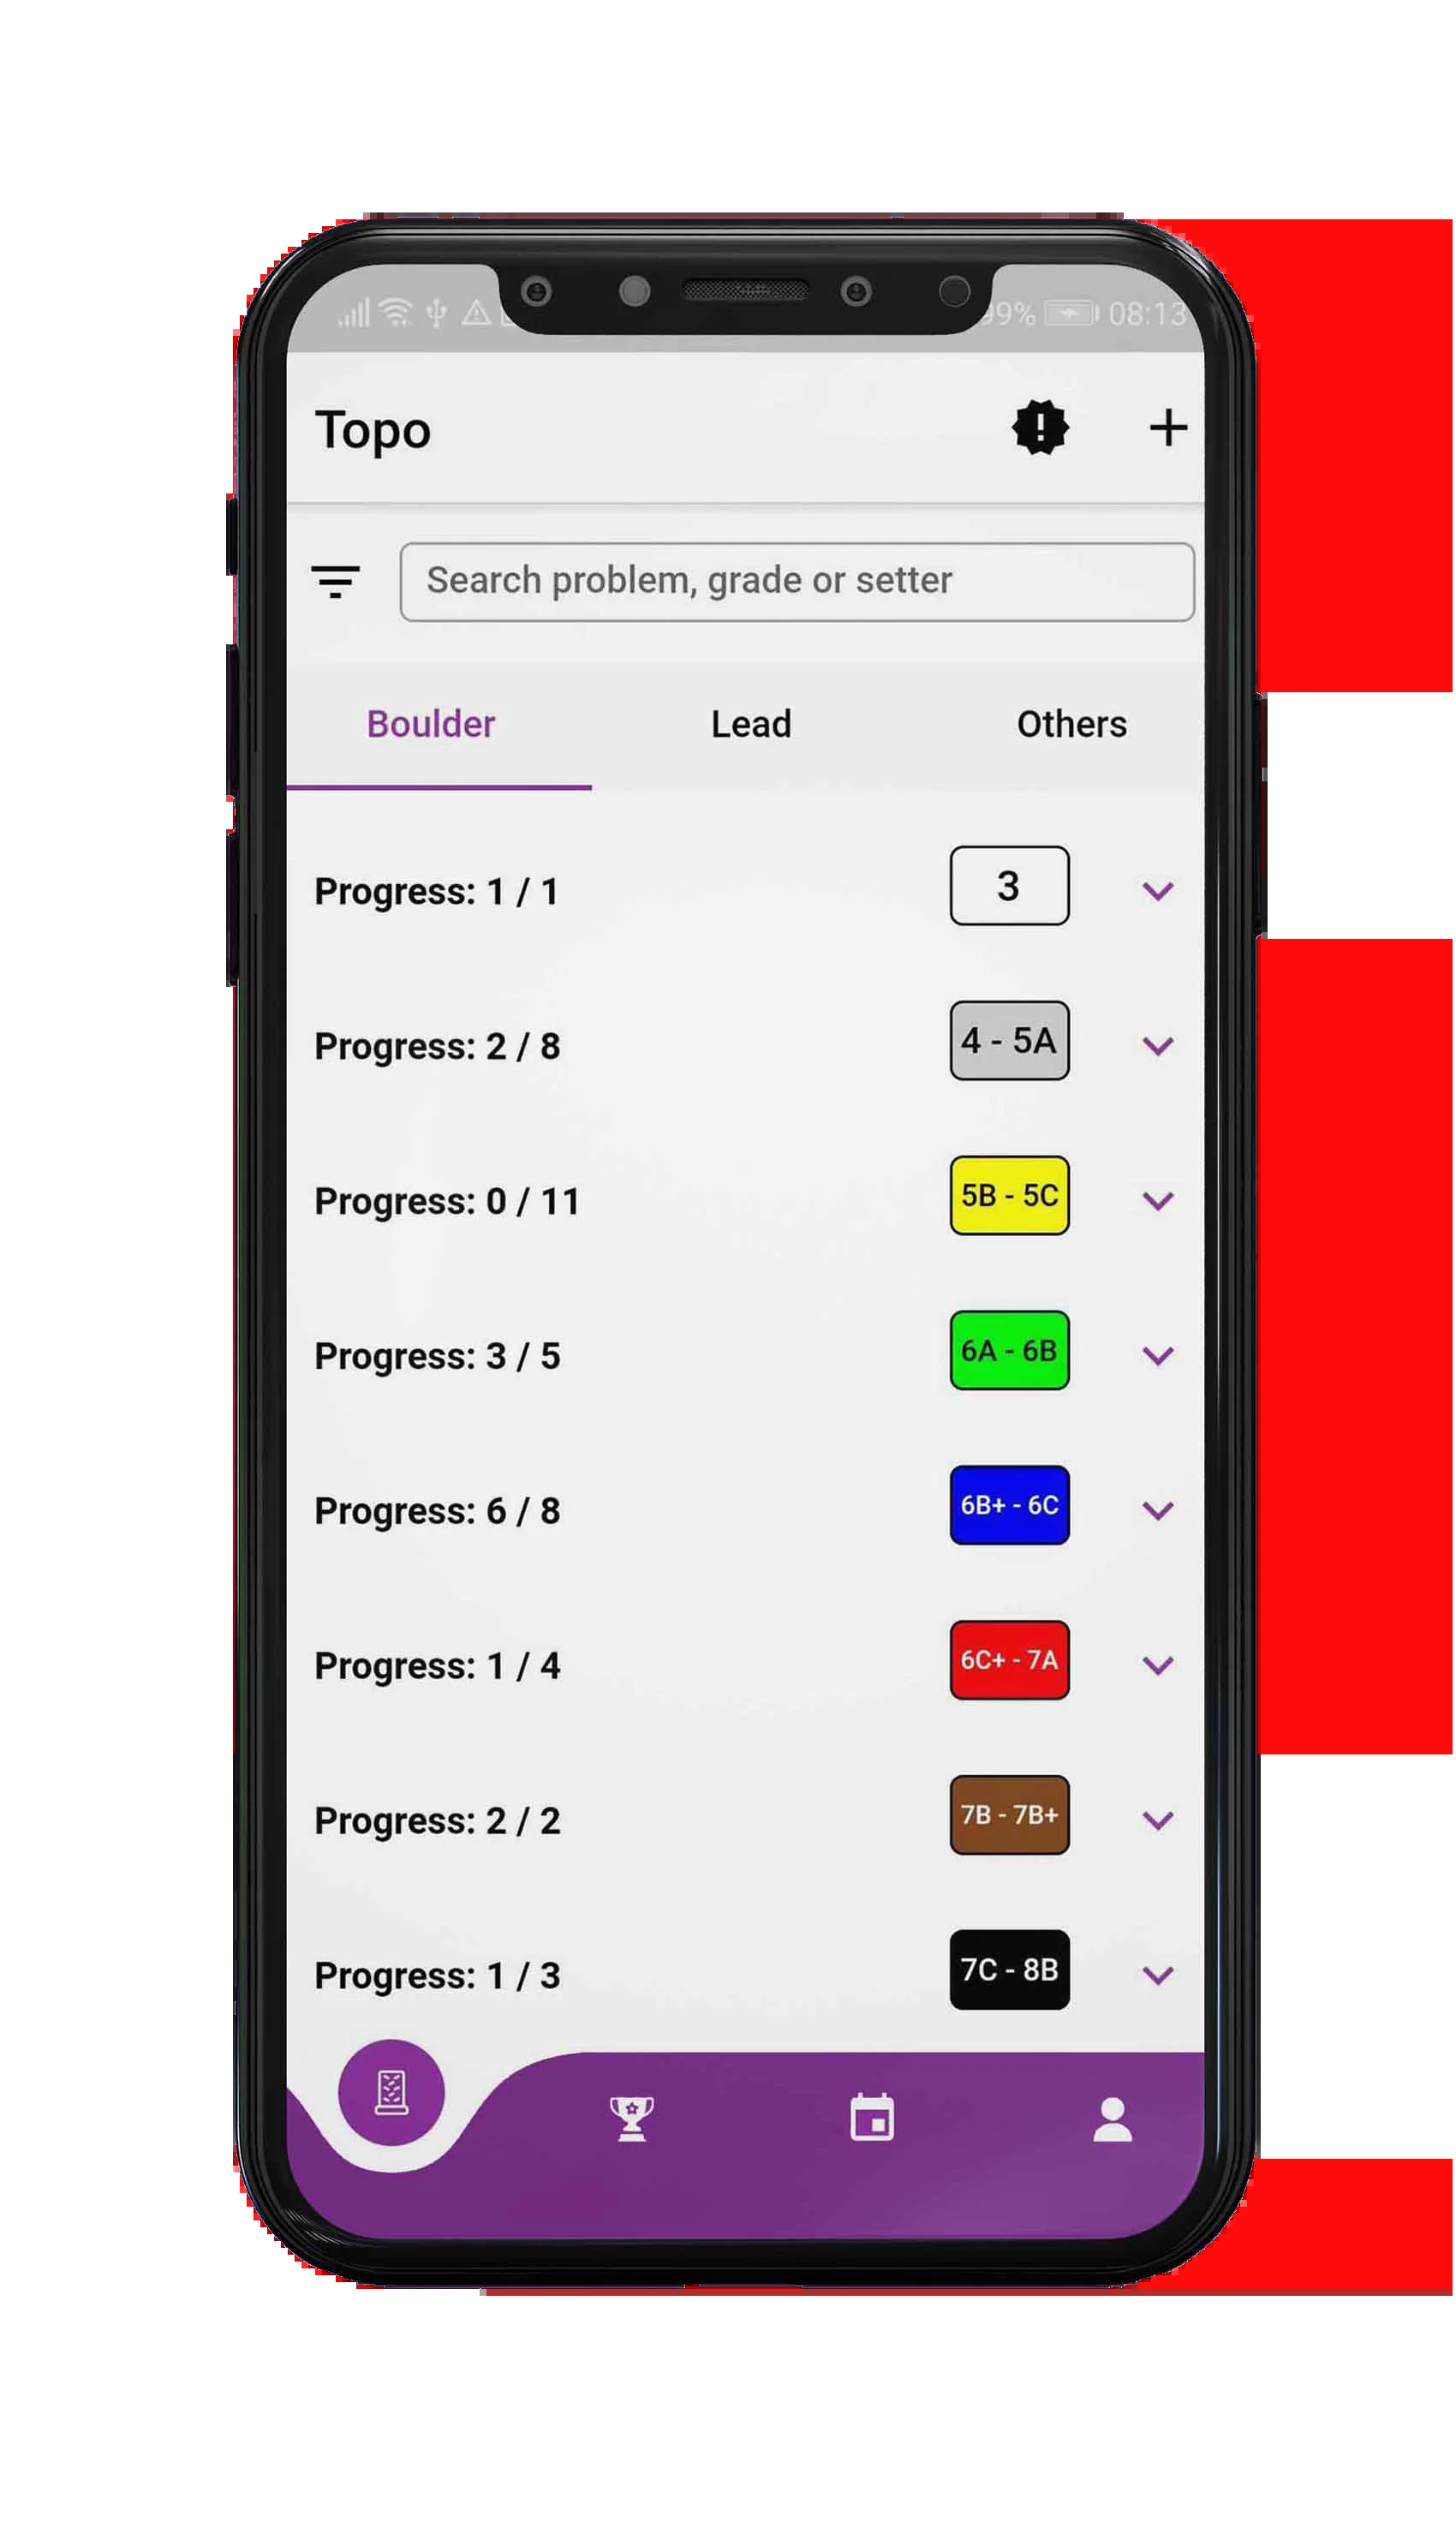 99% 08:13
Topo
Search problem, grade or setter
Boulder Lead Others
Progress: 1 / 1 3
Progress: 2 / 8 4 - 5A
Progress: 0 / 11 5B - 5C
Progress: 3 / 5 6A - 6B
Progress: 6 / 8 6B+ - 6C
Progress: 1 / 4 6C+ - 7A
Progress: 2 / 2 7B - 7B+
Progress: 1 / 3 7C - 8B